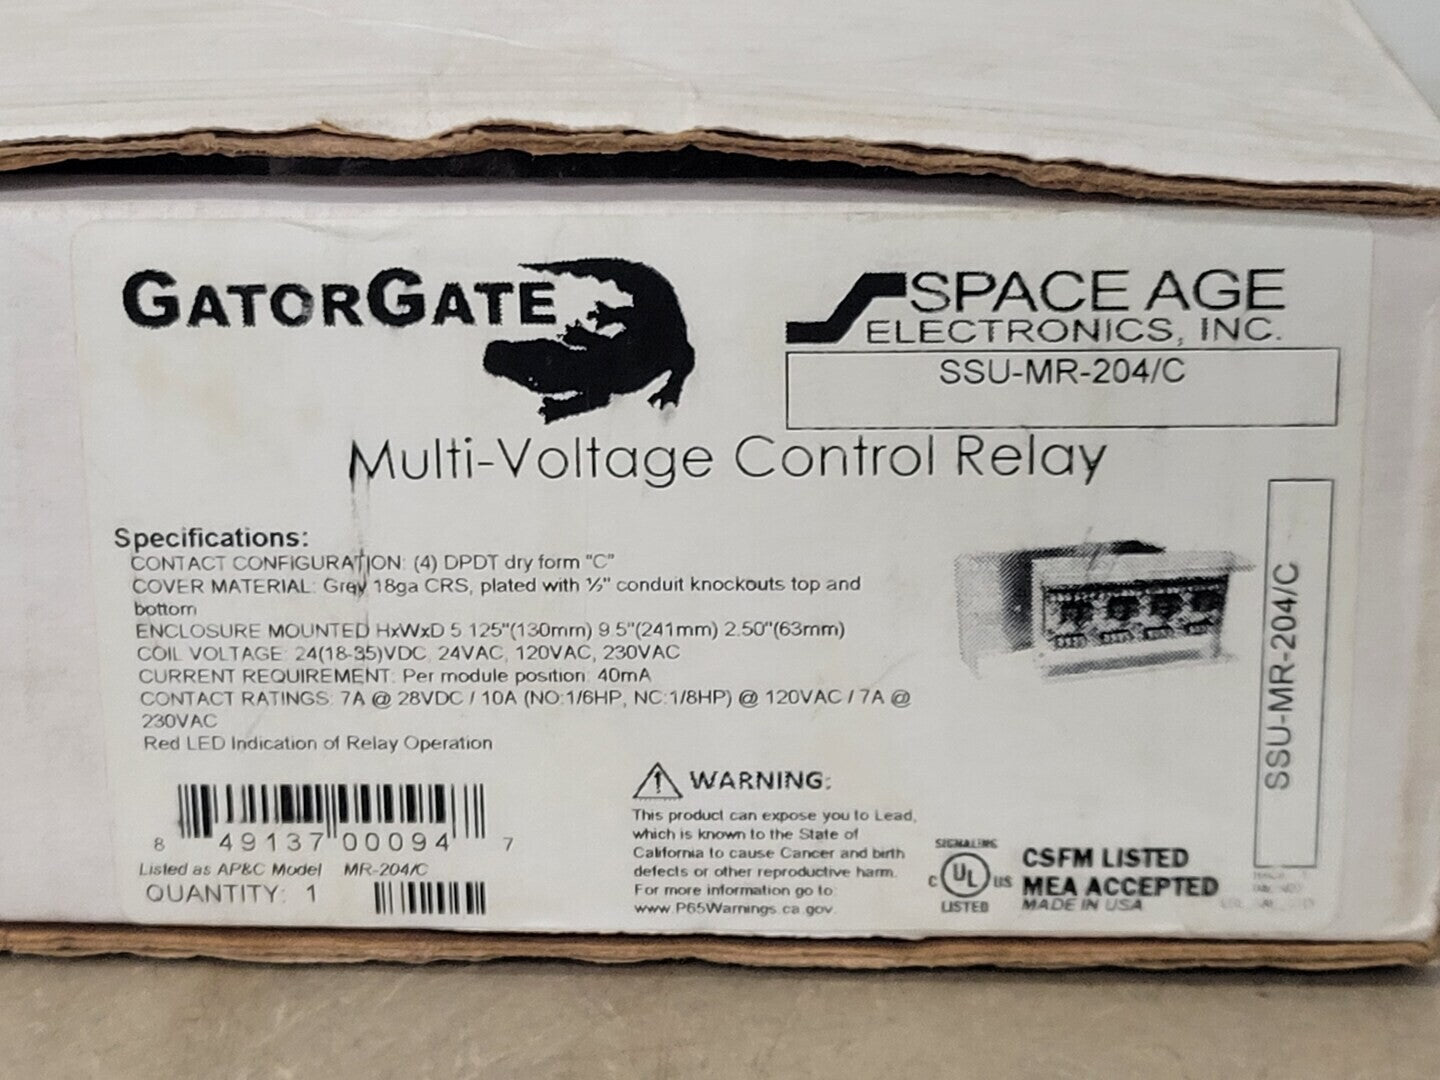 GATORGATE
SPACE AGE
ELECTRONICS, INC.
SSU-MR-204/C
Multi-Voltage Control Relay
Specifications:
CONTACT CONFIGURATION: (4) DPDT dry form "C"
COVER MATERIAL: Grey 18ga CRS, plated with ½" conduit knockouts top and
bottom
ENCLOSURE MOUNTED HxWxD 5.125"(130mm) 9.5"(241mm) 2.50"(63mm)
COIL VOLTAGE: 24(18-35)VDC, 24VAC, 120VAC, 230VAC
CURRENT REQUIREMENT: Per module position: 40mA
CONTACT RATINGS: 7A @ 28VDC / 10A (NO:1/6HP, NC:1/8HP) @ 120VAC / 7A @
230VAC
Red LED Indication of Relay Operation
SSU-MR-204/C
8 49137 00094 7
Listed as AP&C Model MR-204/C
QUANTITY: 1
WARNING:
This product can expose you to Lead,
which is known to the State of
California to cause Cancer and birth
defects or other reproductive harm.
For more information go to
www.P65Warnings.ca.gov.
SIGNALING
C UL US
LISTED
CSFM LISTED
MEA ACCEPTED
MADE IN USA